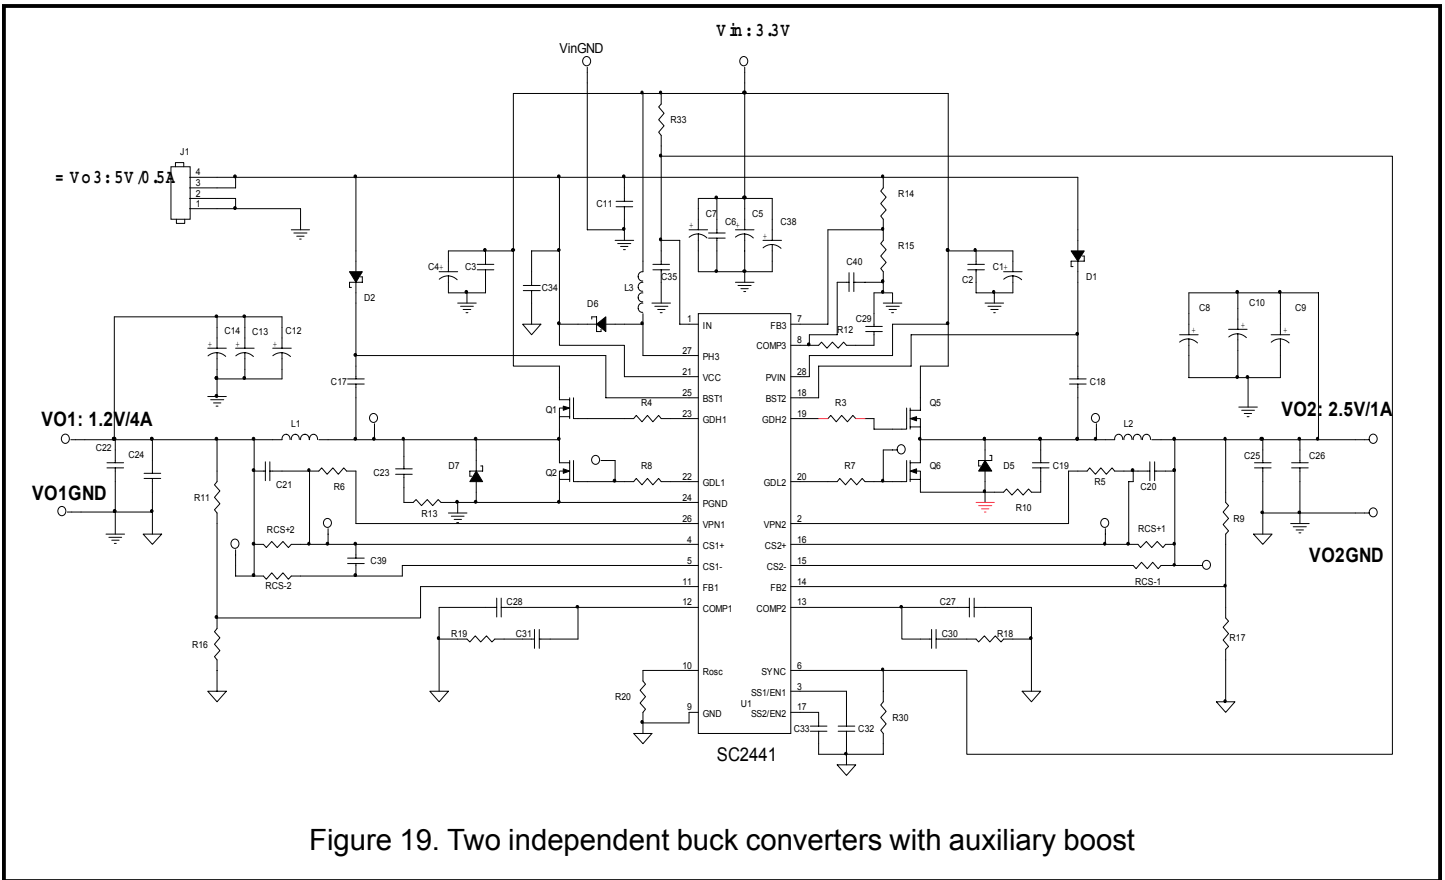 Vin:3.3V
VinGND
R33
J1
= Vo3:5V/0.5A
4
3
2
1
C11
C7
C6
C5
C38
R14
R15
C40
C4
C3
C34
D2
D6
L3
C35
C2
C1
D1
C29
R12
C8
C10
C9
C14
C13
C12
1
IN
FB3
7
COMP3
8
27
PH3
21
VCC
PVIN
28
25
BST1
BST2
18
23
GDH1
GDH2
19
C17
C18
Q1
R4
R3
Q5
VO1: 1.2V/4A
L1
L2
VO2: 2.5V/1A
C22
C24
C21
R6
C23
D7
Q2
R8
22
GDL1
GDL2
20
R7
Q6
D5
C19
R5
C20
C25
C26
VO1GND
R11
R13
24
PGND
R10
R9
26
VPN1
VPN2
2
RCS+2
4
CS1+
CS2+
16
RCS+1
C39
5
CS1-
CS2-
15
VO2GND
RCS-2
RCS-1
11
FB1
FB2
14
C28
12
COMP1
COMP2
13
C27
R16
R19
C31
C30
R18
R17
10
Rosc
SYNC
6
R20
SS1/EN1
3
9
GND
U1
SS2/EN2
17
C33
C32
R30
SC2441
Figure 19. Two independent buck converters with auxiliary boost